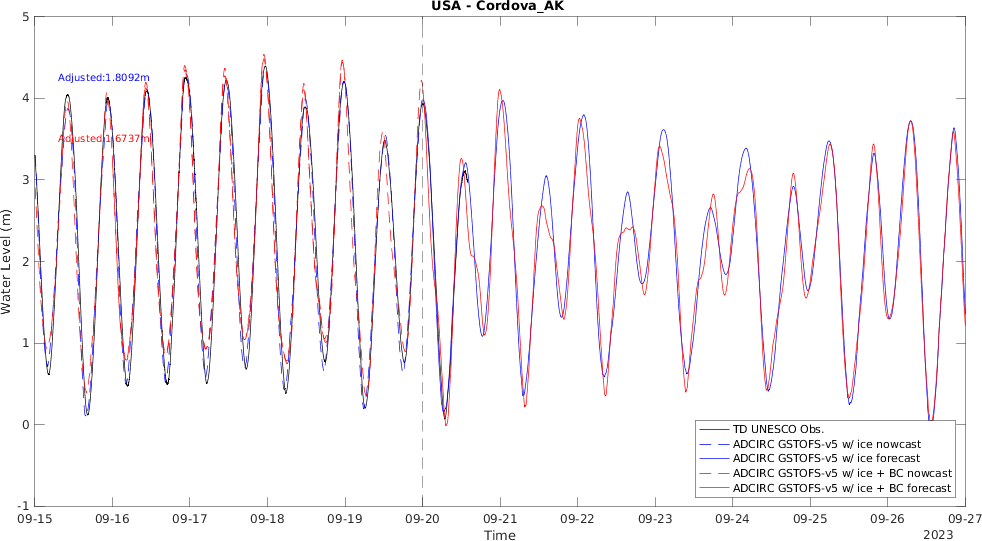 USA - Cordova_AK
5
4
3
2
1
0
-1
Water Level (m)
Adjusted:1.8092m
Adjusted:1.6737m
TD UNESCO Obs.
ADCIRC GSTOFS-v5 w/ ice nowcast
ADCIRC GSTOFS-v5 w/ ice forecast
ADCIRC GSTOFS-v5 w/ ice + BC nowcast
ADCIRC GSTOFS-v5 w/ ice + BC forecast
09-15 09-16 09-17 09-18 09-19 09-20 09-21 09-22 09-23 09-24 09-25 09-26 09-27
Time
2023